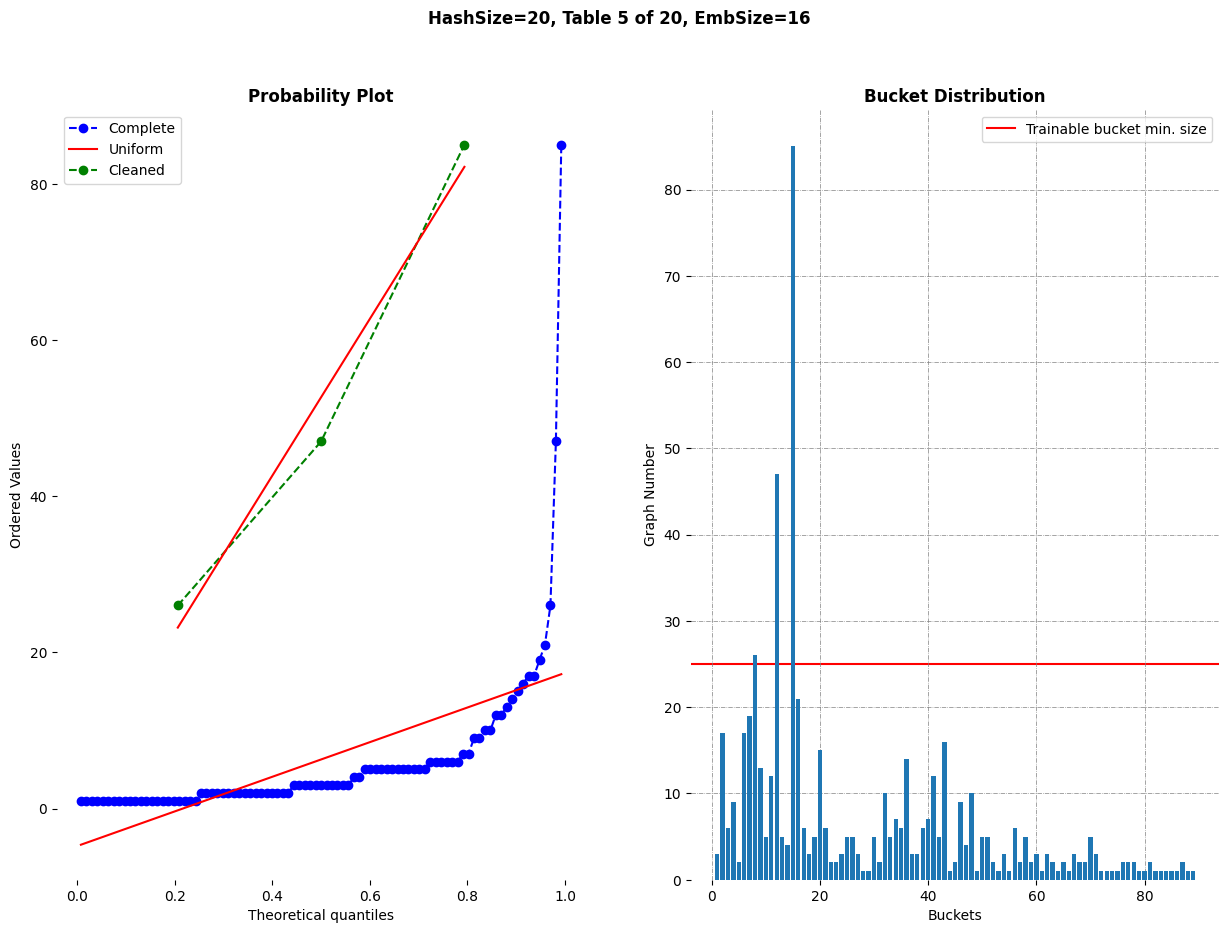 HashSize=20, Table 5 of 20, EmbSize=16
Probability Plot
Complete
Uniform
Cleaned
Ordered Values
80
60
40
20
0
0.0 0.2 0.4 0.6 0.8 1.0
Theoretical quantiles
Bucket Distribution
Trainable bucket min. size
Graph Number
80
70
60
50
40
30
20
10
0
0 20 40 60 80
Buckets